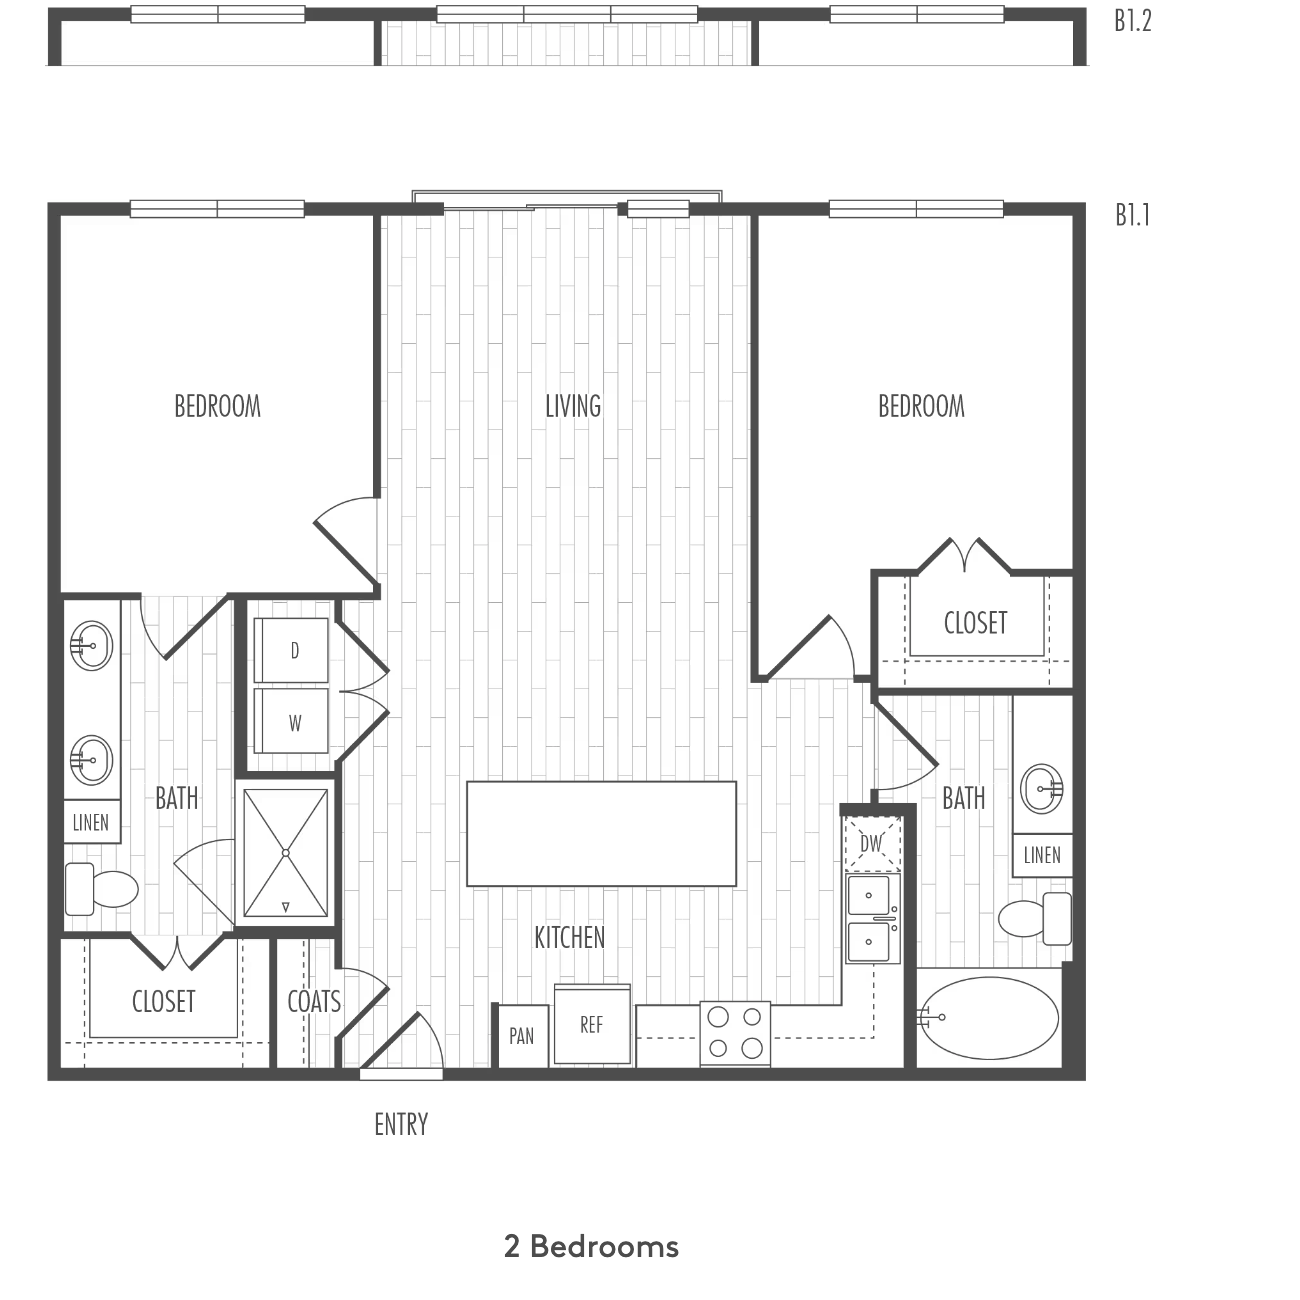 B1.2
B1.1
BEDROOM
LIVING
BEDROOM
CLOSET
D
W
BATH
BATH
LINEN
DW
LINEN
KITCHEN
CLOSET
COATS
PAN
REF
ENTRY
2 Bedrooms